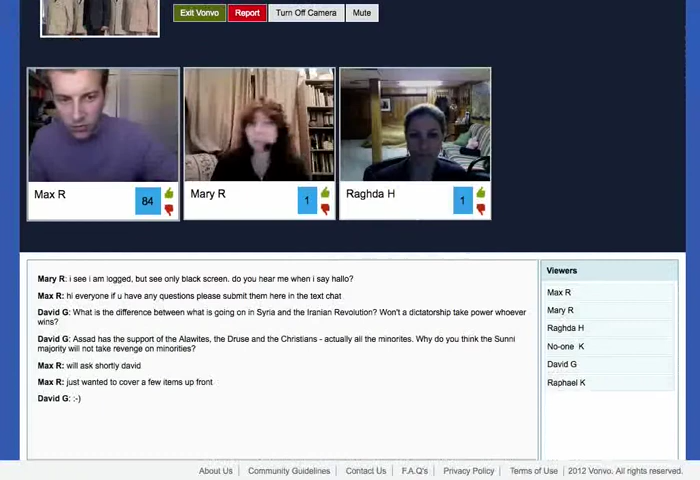 Exit Vonvo Report Turn Off Camera Mute
Max R 84 Mary R 1 Raghda H 1
Mary R: i see i am logged, but see only black screen. do you hear me when i say hallo?
Max R: hi everyone if u have any questions please submit them here in the text chat
David G: What is the difference between what is going on in Syria and the Iranian Revolution? Won't a dictatorship take power whoever
wins?
David G: Assad has the support of the Alawites, the Druse and the Christians - actually all the minorites. Why do you think the Sunni
majority will not take revenge on minorities?
Max R: will ask shortly david
Max R: just wanted to cover a few items up front
David G: :-)
Viewers
Max R
Mary R
Raghda H
No-one K
David G
Raphael K
About Us | Community Guidelines | Contact Us | F.A.Q's | Privacy Policy | Terms of Use | 2012 Vonvo. All rights reserved.